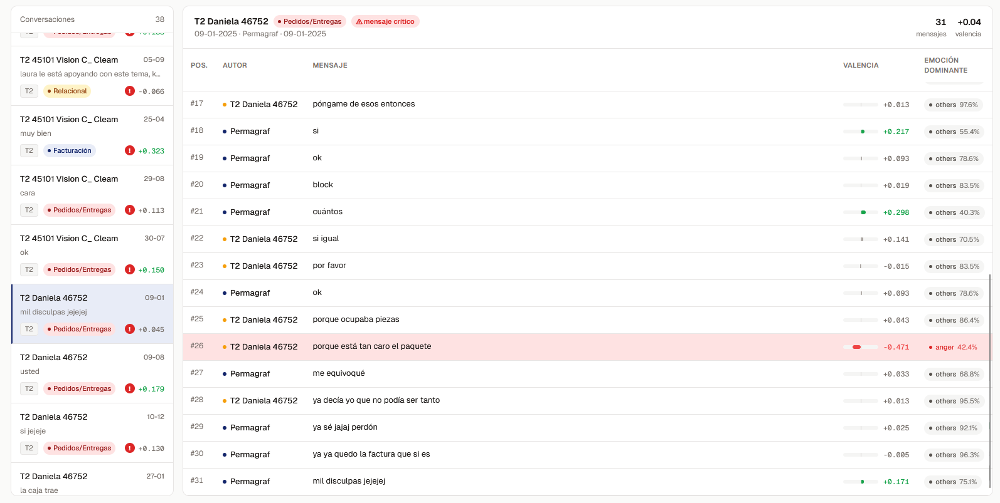 Conversaciones 38
T2 45101 Vision C_ Cleam 05-09
laura le está apoyando con este tema, k...
T2 Relacional ! -0.066
T2 45101 Vision C_ Cleam 25-04
muy bien
T2 Facturación ! +0.323
T2 45101 Vision C_ Cleam 29-08
cara
T2 Pedidos/Entregas ! +0.113
T2 45101 Vision C_ Cleam 30-07
ok
T2 Pedidos/Entregas ! +0.150
T2 Daniela 46752 09-01
mil disculpas jejejej
T2 Pedidos/Entregas ! +0.045
T2 Daniela 46752 09-08
usted
T2 Pedidos/Entregas ! +0.179
T2 Daniela 46752 10-12
si jejeje
T2 Pedidos/Entregas ! +0.130
T2 Daniela 46752 27-01
la caja trae
T2 Daniela 46752 Pedidos/Entregas mensaje crítico
09-01-2025 · Permagraf · 09-01-2025
31 +0.04
mensajes valencia
POS. AUTOR MENSAJE VALENCIA EMOCIÓN DOMINANTE
#17 T2 Daniela 46752 póngame de esos entonces +0.013 others 97.6%
#18 Permagraf si +0.217 others 55.4%
#19 Permagraf ok +0.093 others 78.6%
#20 Permagraf block +0.019 others 83.5%
#21 Permagraf cuántos +0.298 others 40.3%
#22 T2 Daniela 46752 si igual +0.141 others 70.5%
#23 T2 Daniela 46752 por favor -0.015 others 83.5%
#24 Permagraf ok +0.093 others 78.6%
#25 T2 Daniela 46752 porque ocupaba piezas +0.043 others 86.4%
#26 T2 Daniela 46752 porque está tan caro el paquete -0.471 anger 42.4%
#27 Permagraf me equivoqué +0.033 others 68.8%
#28 T2 Daniela 46752 ya decía yo que no podía ser tanto +0.013 others 95.5%
#29 Permagraf ya sé jajaj perdón +0.025 others 92.1%
#30 Permagraf ya ya quedo la factura que si es -0.005 others 96.3%
#31 Permagraf mil disculpas jejejej +0.171 others 75.1%